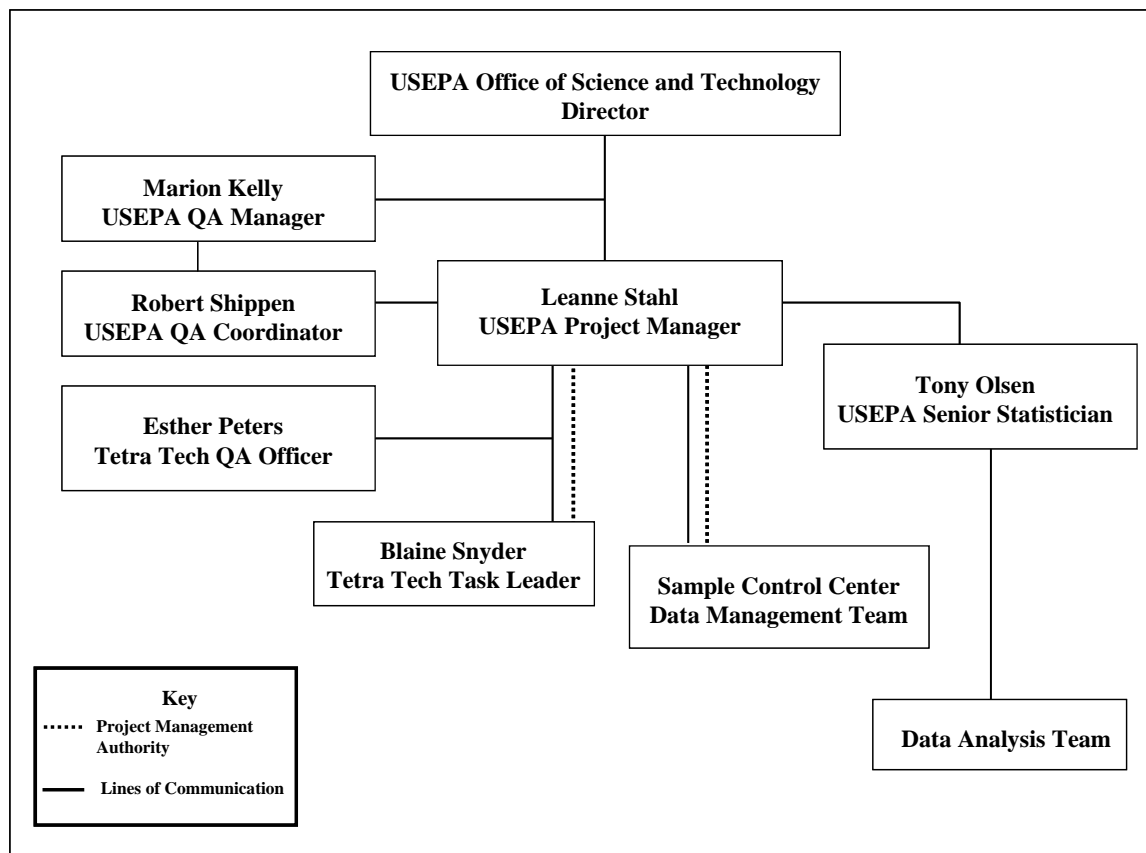 USEPA Office of Science and Technology
Director
Marion Kelly
USEPA QA Manager
Robert Shippen
USEPA QA Coordinator
Leanne Stahl
USEPA Project Manager
Tony Olsen
USEPA Senior Statistician
Esther Peters
Tetra Tech QA Officer
Blaine Snyder
Tetra Tech Task Leader
Sample Control Center
Data Management Team
Data Analysis Team
Key
Project Management
Authority
Lines of Communication